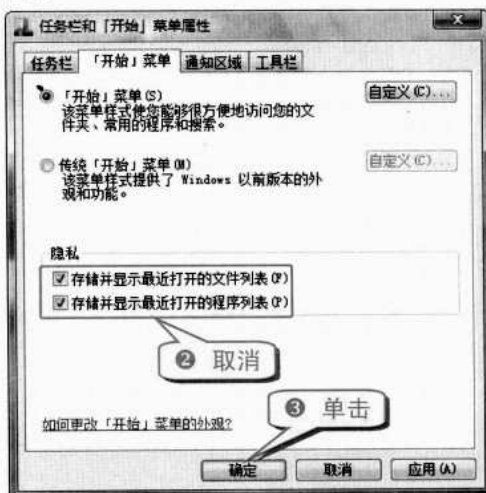 任务栏和「开始」菜单属性
任务栏 「开始」菜单 通知区域 工具栏
「开始」菜单(S) 自定义(C)...
该菜单样式使您能够很方便地访问您的文
件夹、常用的程序和搜索。
传统「开始」菜单(M) 自定义(C)...
该菜单样式提供了 Windows 以前版本的外
观和功能。
隐私
存储并显示最近打开的文件列表(F)
存储并显示最近打开的程序列表(P)
❷ 取消
❸ 单击
如何更改「开始」菜单的外观?
确定 取消 应用(A)